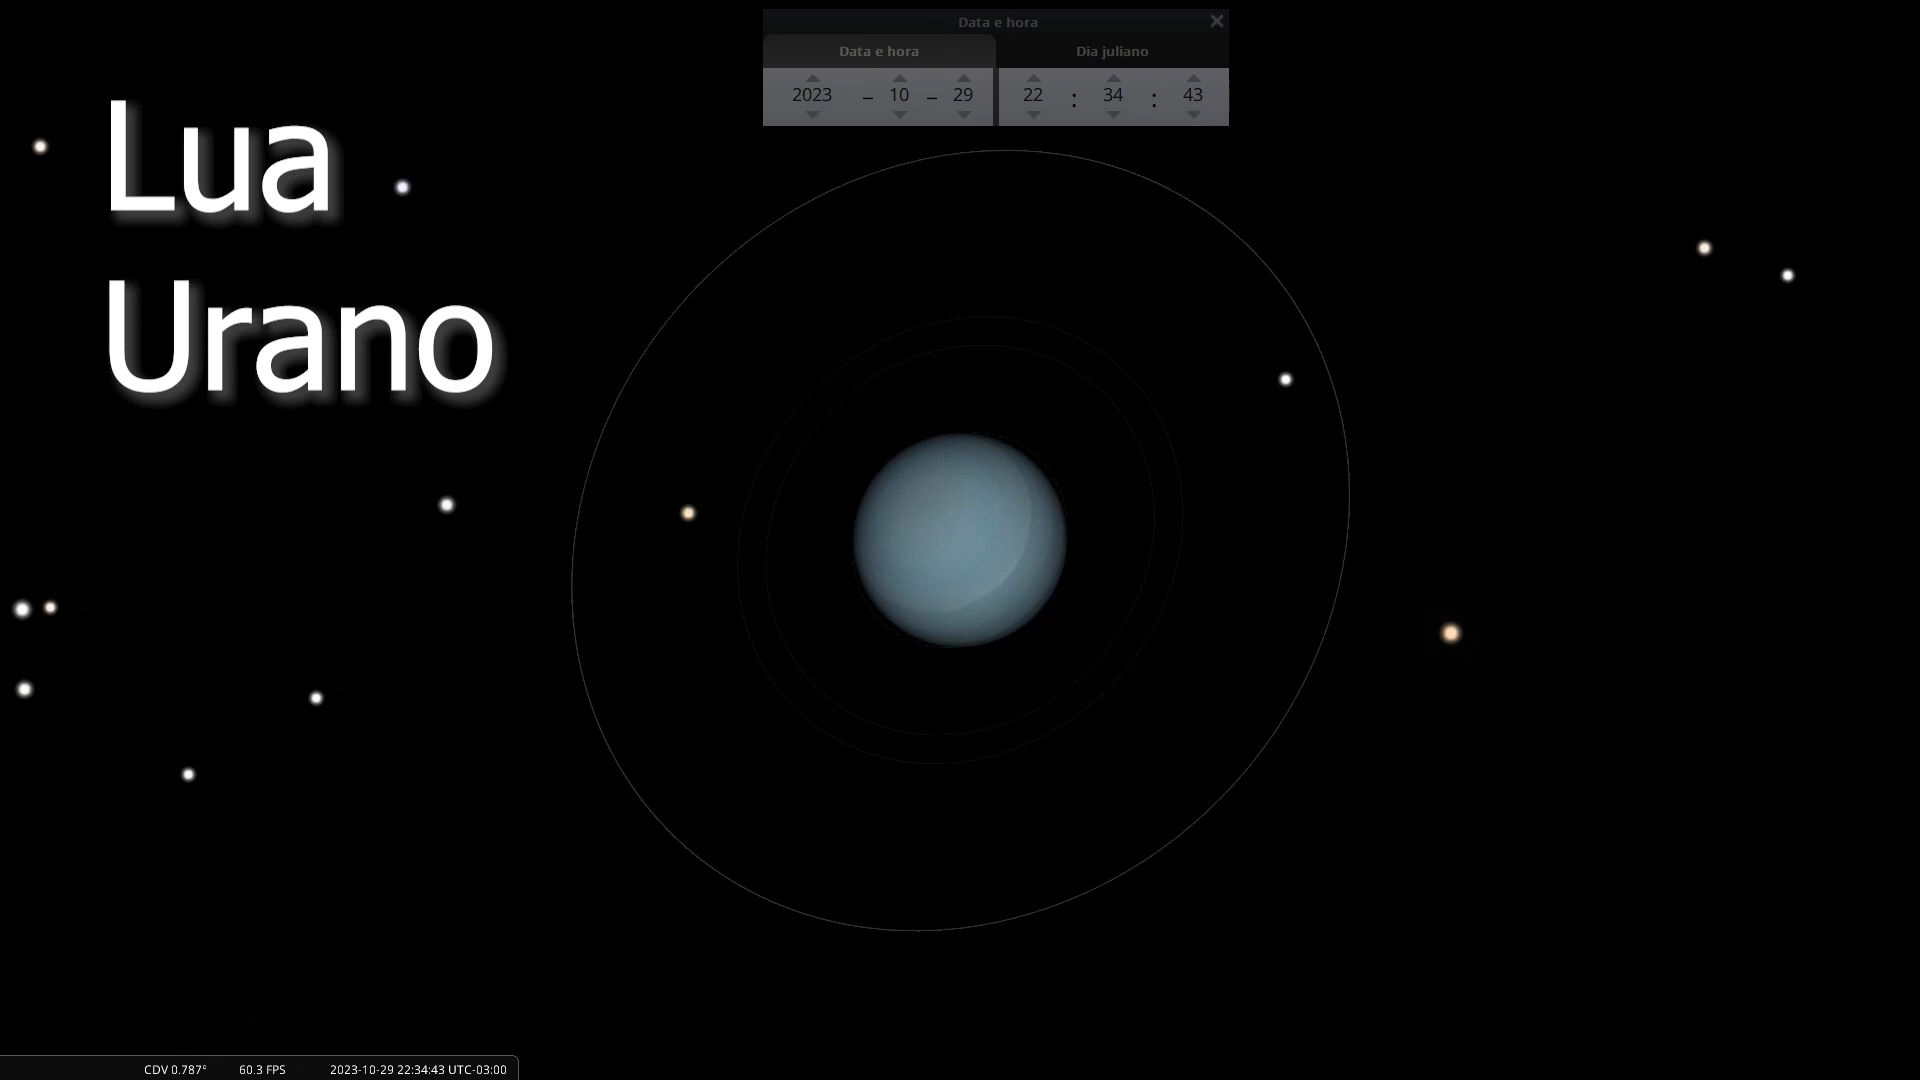 Data e hora
Data e hora Dia juliano
2023 – 10 – 29 22 : 34 : 43
Lua
Urano
CDV 0.787° 60.3 FPS 2023-10-29 22:34:43 UTC-03:00